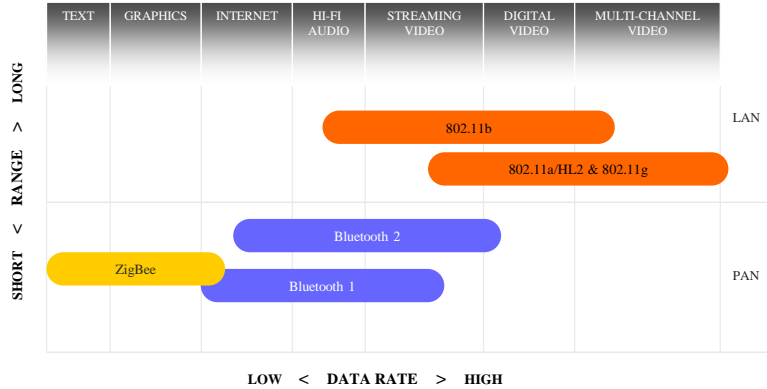 TEXT
GRAPHICS
INTERNET
HI-FI
AUDIO
STREAMING
VIDEO
DIGITAL
VIDEO
MULTI-CHANNEL
VIDEO
SHORT < RANGE > LONG
802.11b
LAN
802.11a/HL2 & 802.11g
Bluetooth 2
ZigBee
Bluetooth 1
PAN
LOW < DATA RATE > HIGH